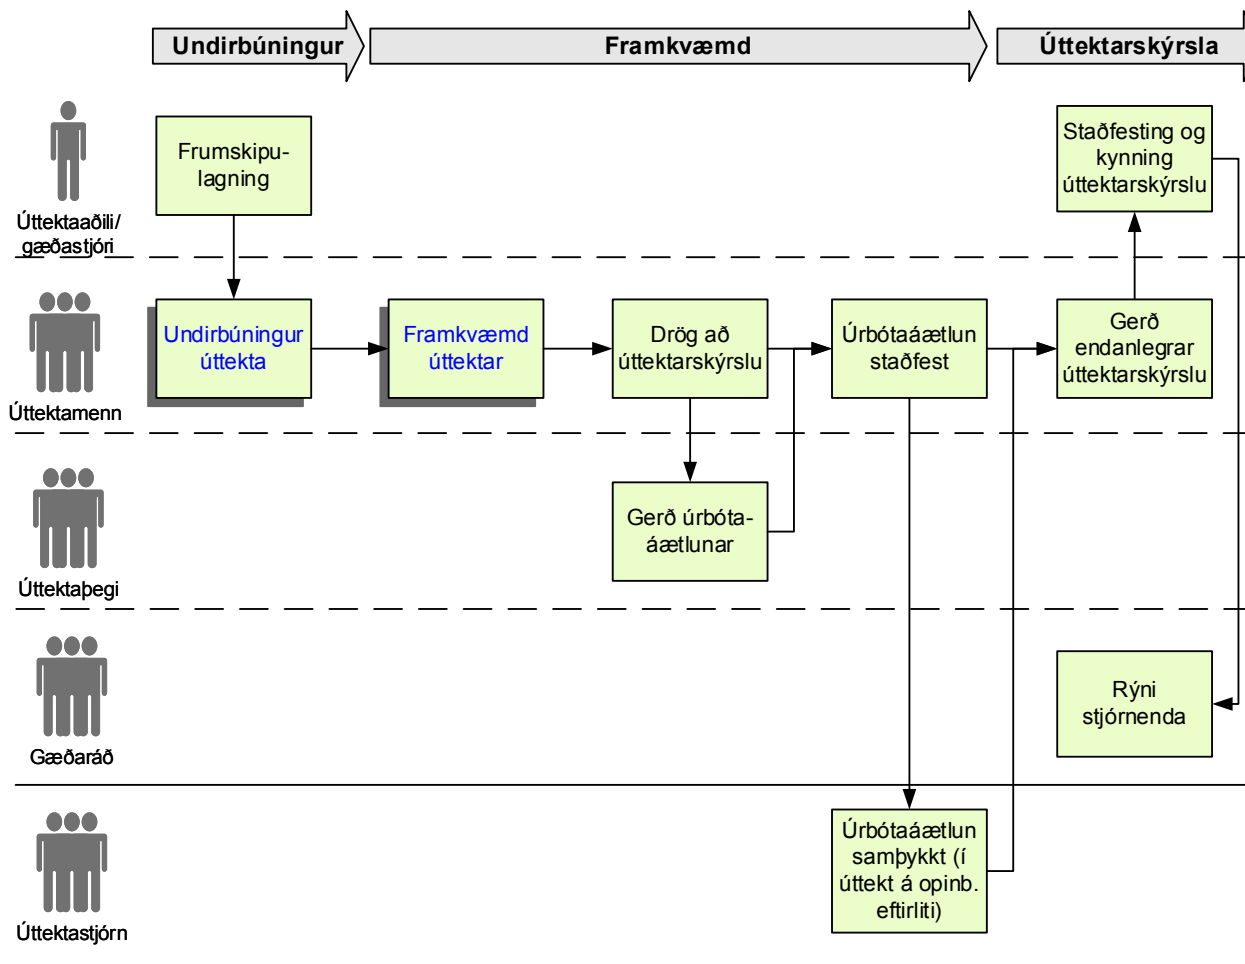 Undirbúningur
Framkvæmd
Úttektarskýrsla
Úttektaaðili/
gæðastjóri
Frumskipu-
lagning
Staðfesting og
kynning
úttektarskýrslu
Úttektamenn
Undirbúningur
úttekta
Framkvæmd
úttektar
Drög að
úttektarskýrslu
Úrbótaáætlun
staðfest
Gerð
endanlegrar
úttektarskýrslu
Úttektaþegi
Gerð úrbóta-
áætlunar
Gæðaráð
Rýni
stjórnenda
Úttektastjórn
Úrbótaáætlun
samþykkt (í
úttekt á opinb.
eftirliti)